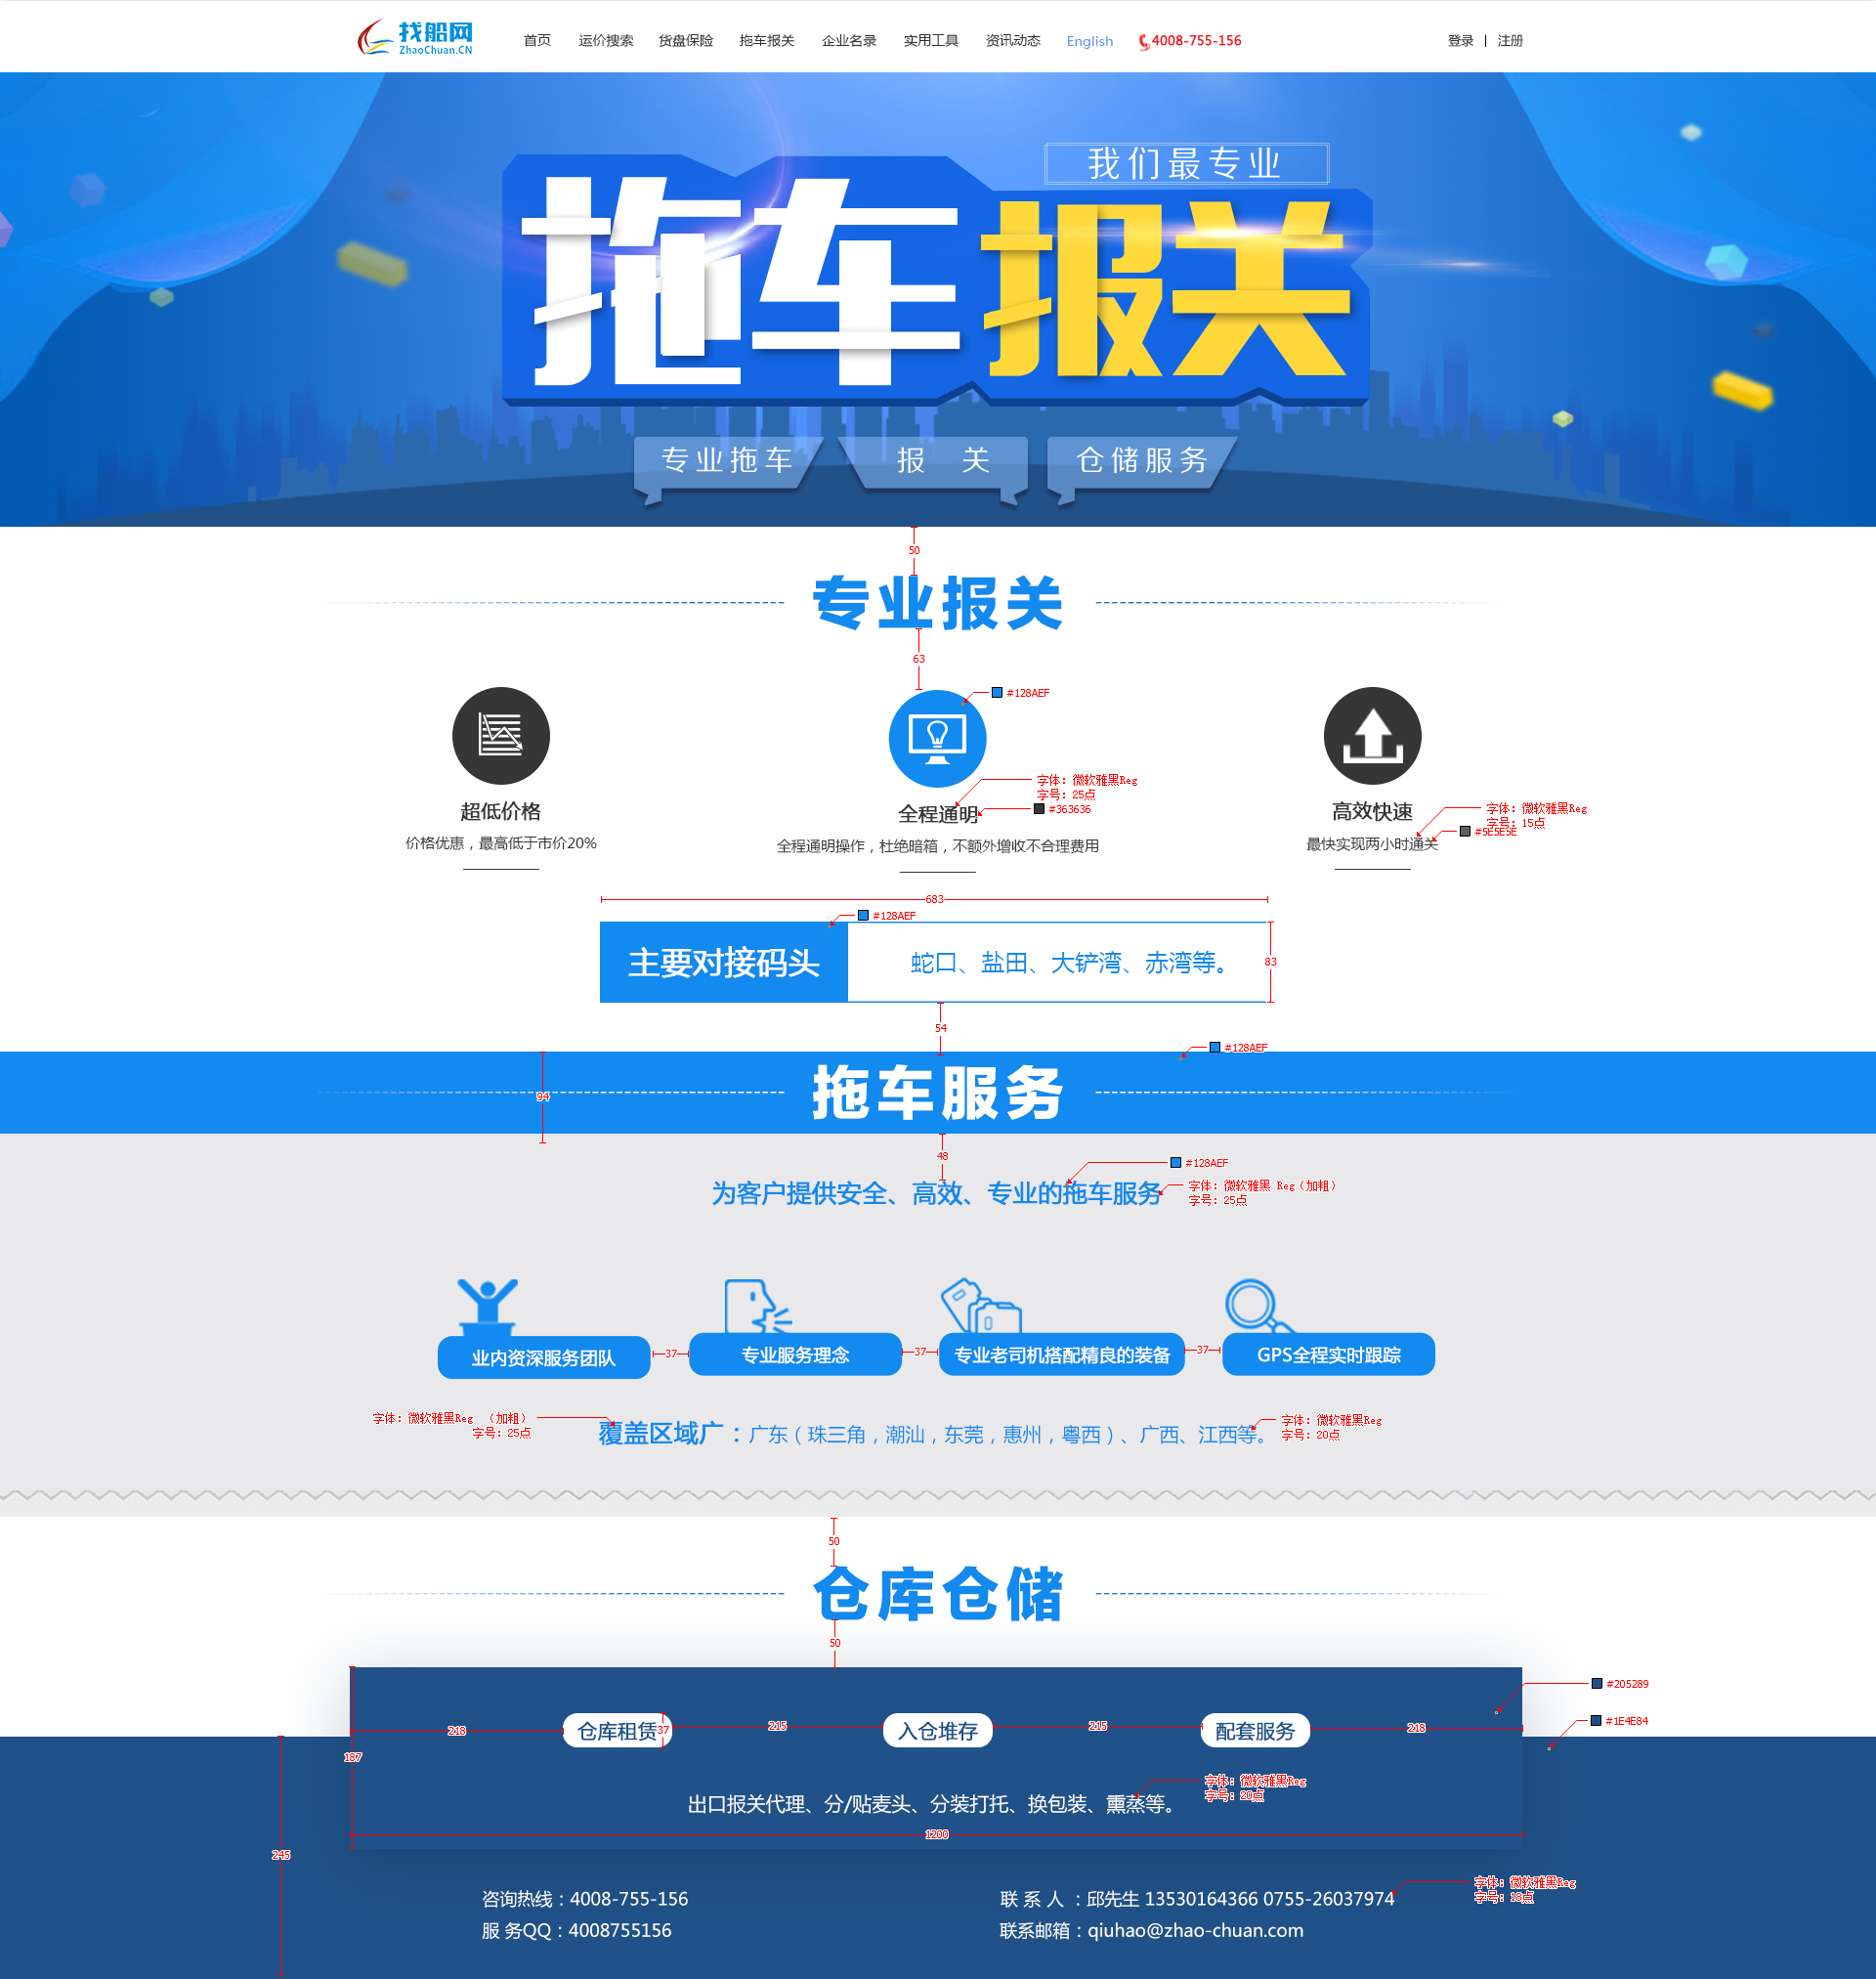 找船网
ZhaoChuan.CN
首页 运价搜索 货盘保险 拖车报关 企业名录 实用工具 资讯动态 English 4008-755-156 登录 | 注册
我们最专业
拖车报关
专业拖车 报 关 仓储服务
50
专业报关
63
#128AEF
字体：微软雅黑Reg
字号：25点
#363636
超低价格 全程通明 高效快速
字体：微软雅黑Reg
字号：15点
#5E5E5E
价格优惠，最高低于市价20% 全程通明操作，杜绝暗箱，不额外增收不合理费用 最快实现两小时通关
683
#128AEF
主要对接码头 蛇口、盐田、大铲湾、赤湾等。
83
54
#128AEF
拖车服务
94
48
#128AEF
为客户提供安全、高效、专业的拖车服务
字体：微软雅黑 Reg（加粗）
字号：25点
业内资深服务团队 37 专业服务理念 37 专业老司机搭配精良的装备 37 GPS全程实时跟踪
字体：微软雅黑Reg （加粗）
字号：25点
覆盖区域广：广东（珠三角，潮汕，东莞，惠州，粤西）、广西、江西等。
字体：微软雅黑Reg
字号：20点
50
仓库仓储
50
#205289
#1E4E84
218 仓库租赁 37 215 入仓堆存 215 配套服务 218
187
字体：微软雅黑Reg
字号：20点
出口报关代理、分/贴麦头、分装打托、换包装、熏蒸等。
1200
245
字体：微软雅黑Reg
字号：18点
咨询热线：4008-755-156 联 系 人 ：邱先生 13530164366 0755-26037974
服 务QQ：4008755156 联系邮箱：qiuhao@zhao-chuan.com